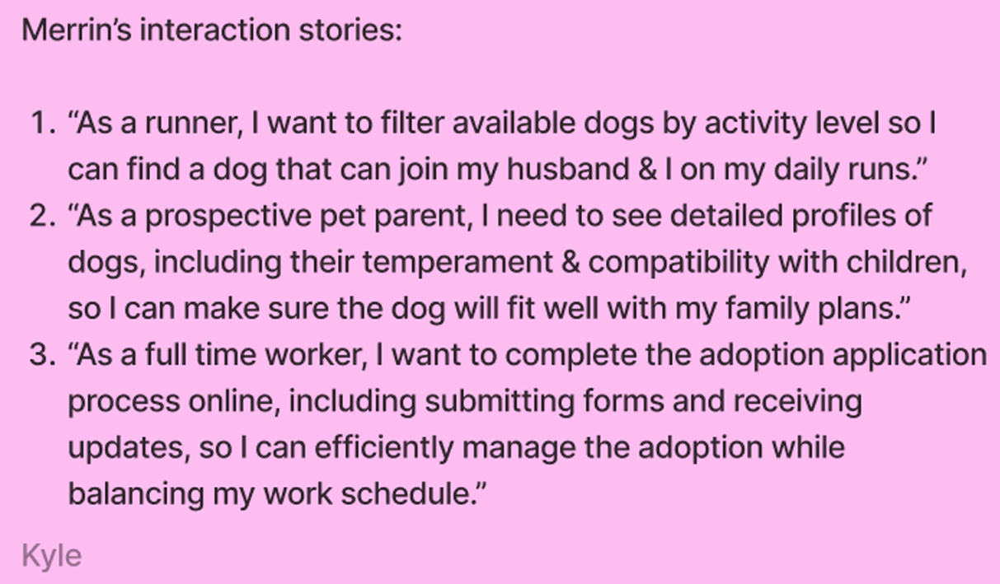 Merrin’s interaction stories:
1. “As a runner, I want to filter available dogs by activity level so I
can find a dog that can join my husband & I on my daily runs.”
2. “As a prospective pet parent, I need to see detailed profiles of
dogs, including their temperament & compatibility with children,
so I can make sure the dog will fit well with my family plans.”
3. “As a full time worker, I want to complete the adoption application
process online, including submitting forms and receiving
updates, so I can efficiently manage the adoption while
balancing my work schedule.”
Kyle